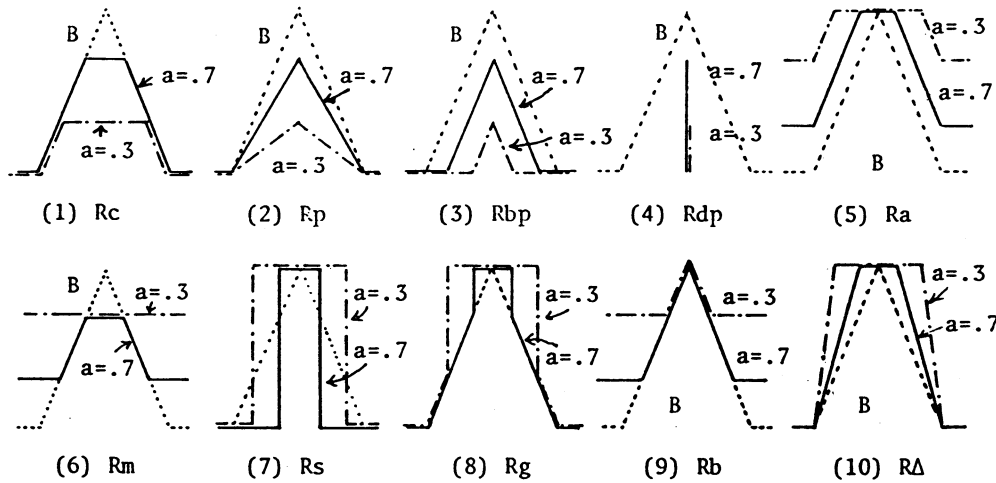 B
a=.7
a=.3
(1) Rc
B
a=.7
a=.3
(2) Rp
B
a=.7
a=.3
(3) Rbp
B
a=.7
a=.3
(4) Rdp
a=.3
a=.7
B
(5) Ra
B
a=.3
a=.7
(6) Rm
a=.3
a=.7
(7) Rs
a=.3
a=.7
(8) Rg
a=.3
a=.7
B
(9) Rb
a=.3
a=.7
B
(10) RΔ